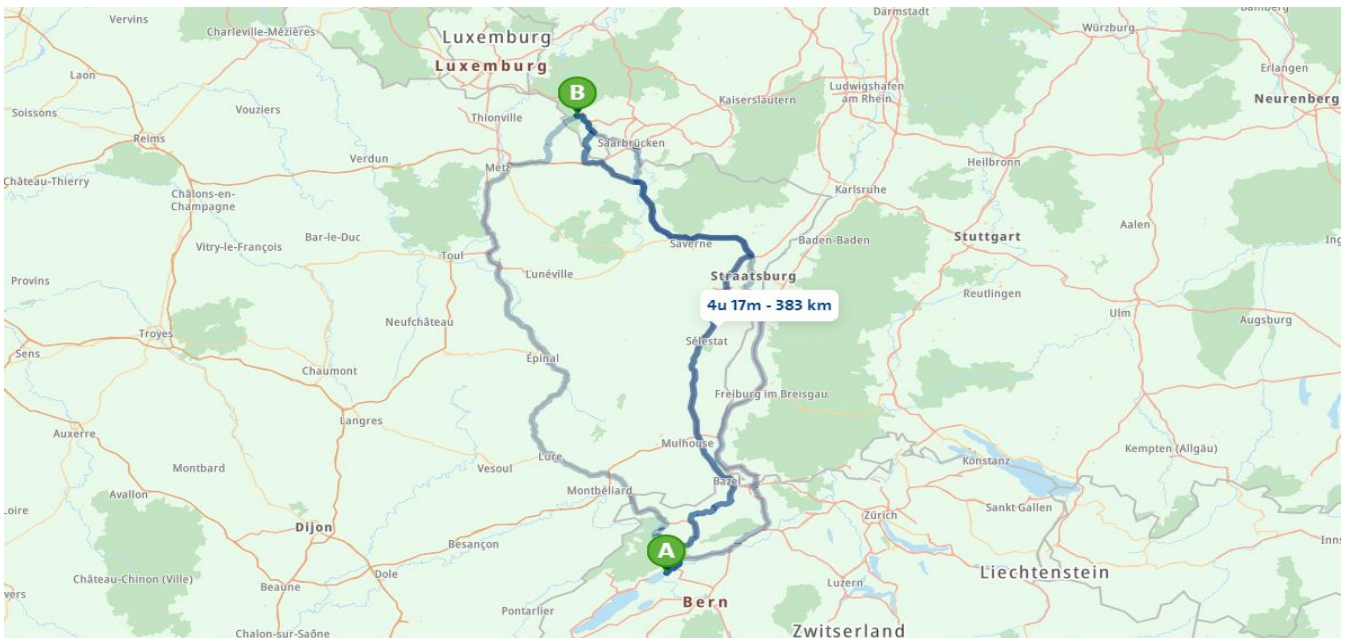 Vervins
Charleville-Mézières
Luxemburg
Luxemburg
Darmstadt
Würzburg
Bamberg
Laon
Erlangen
Soissons
Vouziers
B
Kaiserslautern
Ludwigshafen
am Rhein
Neurenberg
Thionville
Reims
Saarbrücken
Verdun
Metz
Heilbronn
Château-Thierry
Châlons-en-
Champagne
Karlsruhe
Aalen
Vitry-le-François
Bar-le-Duc
Toul
Saverne
Baden-Baden
Stuttgart
Ing
Provins
Lunéville
Straatsburg
Reutlingen
4u 17m - 383 km
Ulm
Augsburg
Troyes
Neufchâteau
Sens
Sélestat
Épinal
Chaumont
Freiburg im Breisgau
Langres
Auxerre
Mulhouse
Kempten (Allgäu)
Montbard
Vesoul
Lure
Konstanz
Avallon
Montbéliard
Bazel
Loire
Zürich
Sankt Gallen
Dijon
Besançon
A
Inns
Château-Chinon (Ville)
Dole
Liechtenstein
Beaune
Luzern
vers
Bern
Pontarlier
Chalon-sur-Saône
Zwitserland